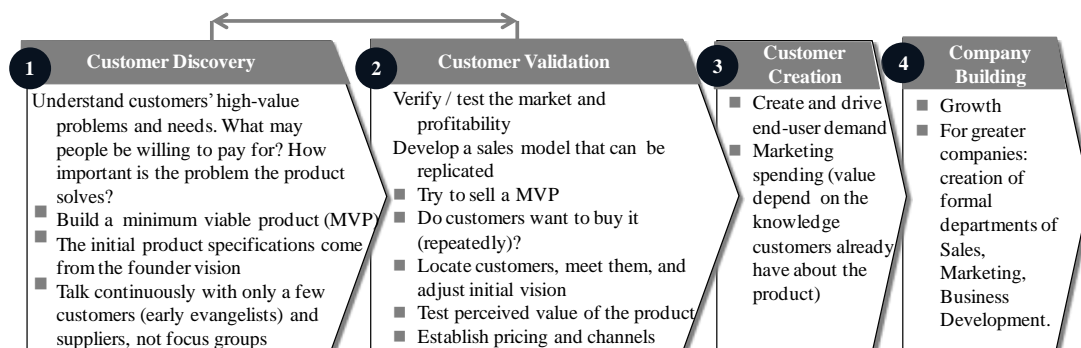 1
Customer Discovery
Understand customers' high-value
problems and needs. What may
people be willing to pay for? How
important is the problem the product
solves?
Build a minimum viable product (MVP)
The initial product specifications come
from the founder vision
Talk continuously with only a few
customers (early evangelists) and
suppliers, not focus groups
2
Customer Validation
Verify / test the market and
profitability
Develop a sales model that can be
replicated
Try to sell a MVP
Do customers want to buy it
(repeatedly)?
Locate customers, meet them, and
adjust initial vision
Test perceived value of the product
Establish pricing and channels
3
Customer
Creation
Create and drive
end-user demand
Marketing
spending (value
depend on the
knowledge
customers already
have about the
product)
4
Company
Building
Growth
For greater
companies:
creation of
formal
departments of
Sales,
Marketing,
Business
Development.